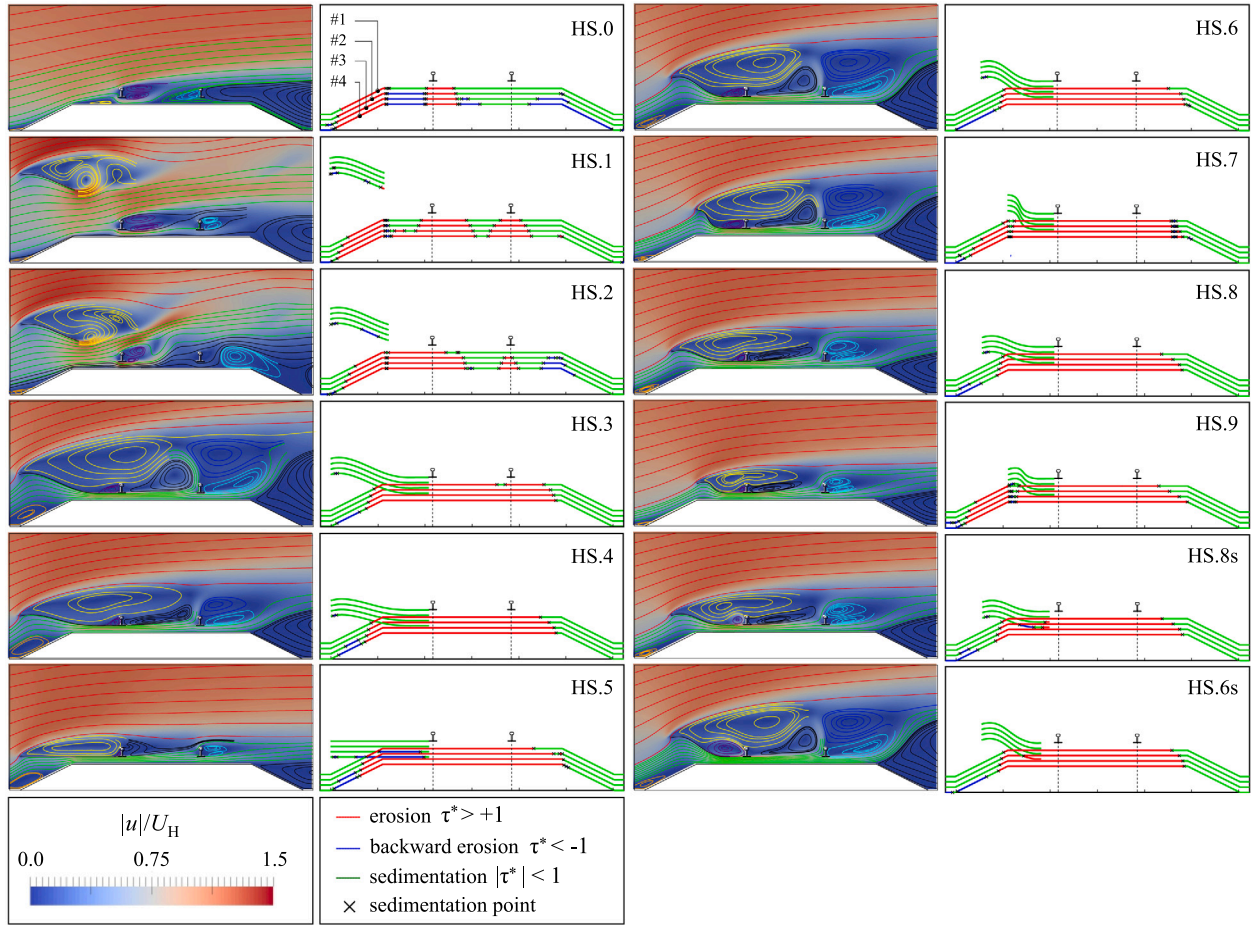 #1
#2
#3
#4
HS.0
HS.6
HS.1
HS.7
HS.2
HS.8
HS.3
HS.9
HS.4
HS.8s
HS.5
HS.6s
|u|/U_H
0.0 0.75 1.5
erosion τ* > +1
backward erosion τ* < -1
sedimentation |τ*| < 1
× sedimentation point